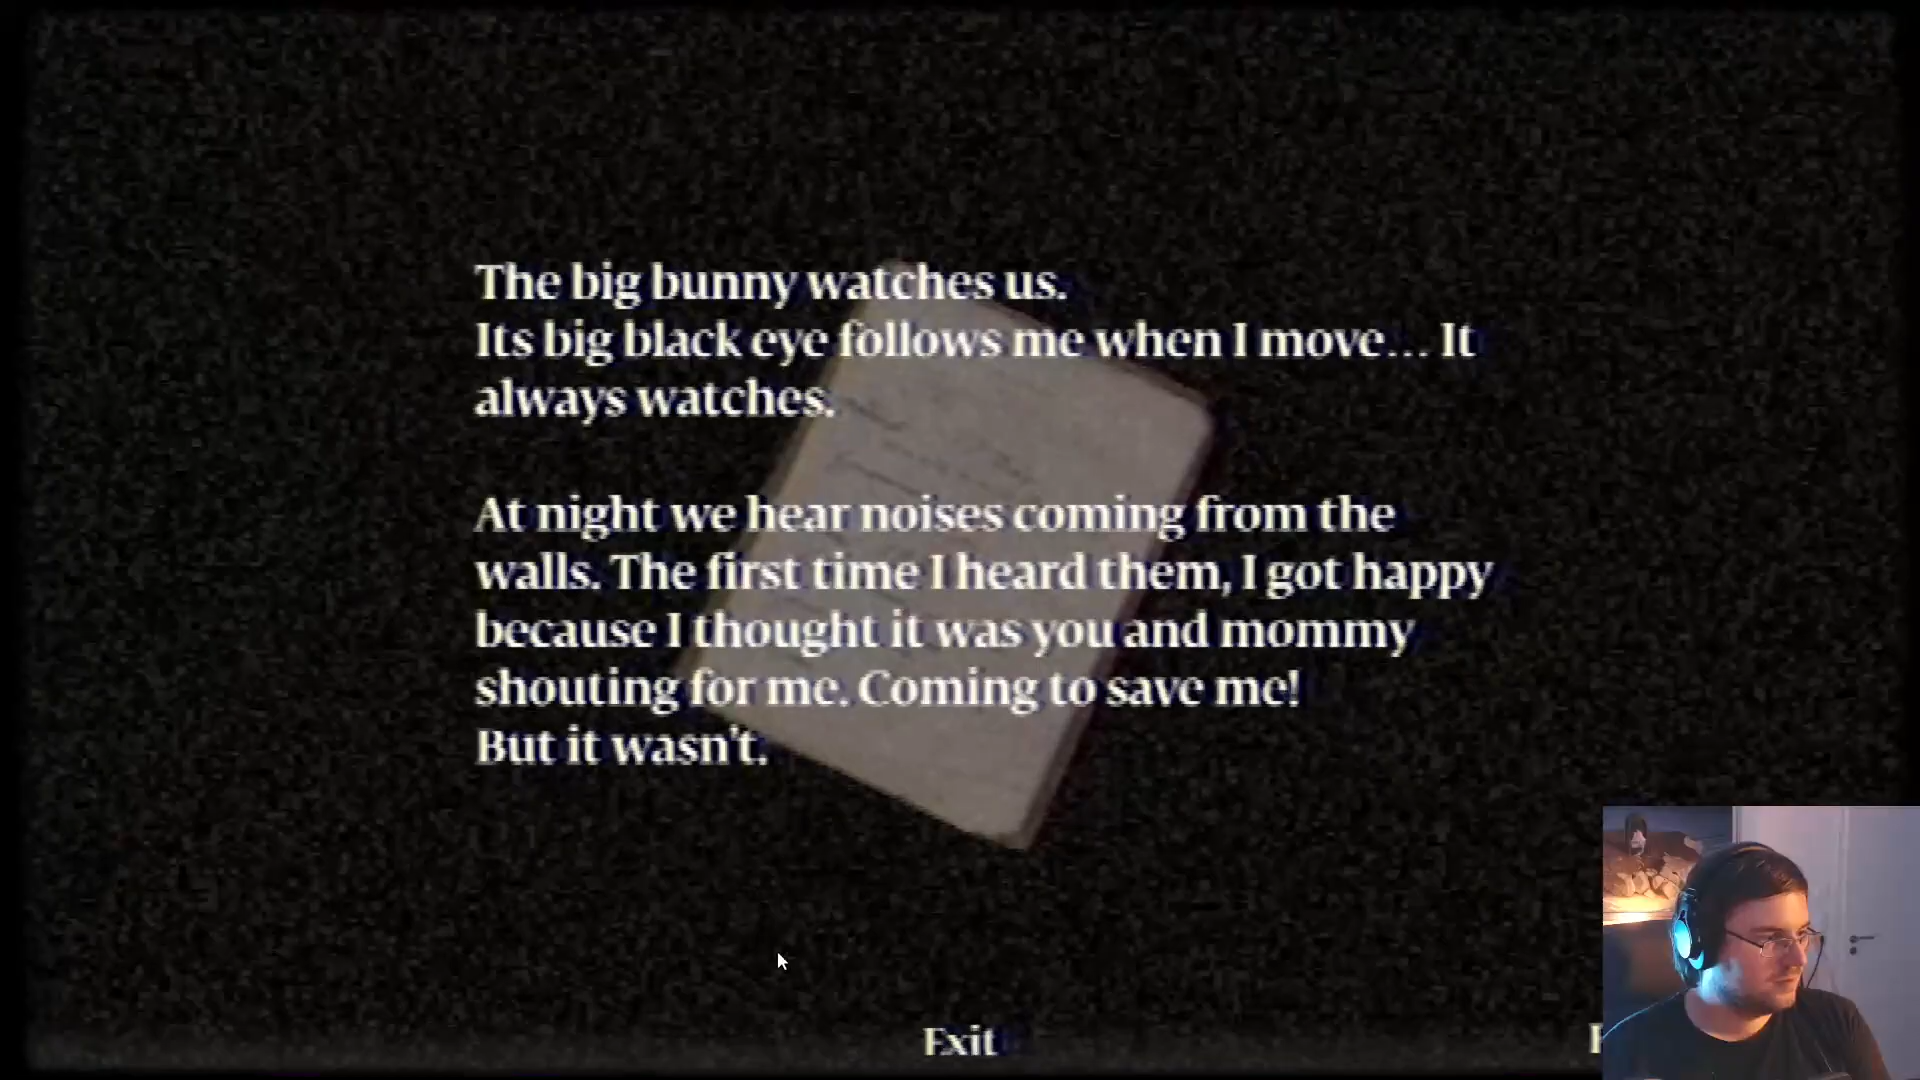 The big bunny watches us.
Its big black eye follows me when I move... It
always watches.
At night we hear noises coming from the
walls. The first time I heard them, I got happy
because I thought it was you and mommy
shouting for me. Coming to save me!
But it wasn't.
Exit